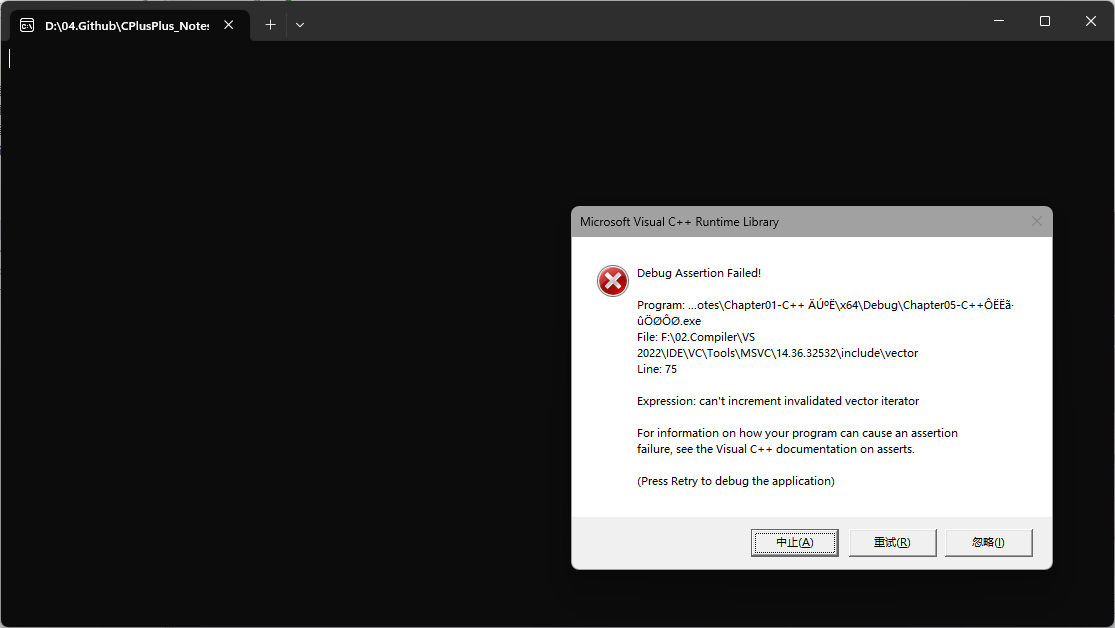 D:\04.Github\CPlusPlus_Notes
Microsoft Visual C++ Runtime Library
Debug Assertion Failed!
Program: ...otes\Chapter01-C++ ÄÚºË\x64\Debug\Chapter05-C++ÔËËã·
ûÖØÔØ.exe
File: F:\02.Compiler\VS
2022\IDE\VC\Tools\MSVC\14.36.32532\include\vector
Line: 75
Expression: can't increment invalidated vector iterator
For information on how your program can cause an assertion
failure, see the Visual C++ documentation on asserts.
(Press Retry to debug the application)
中止(A) 重试(R) 忽略(I)